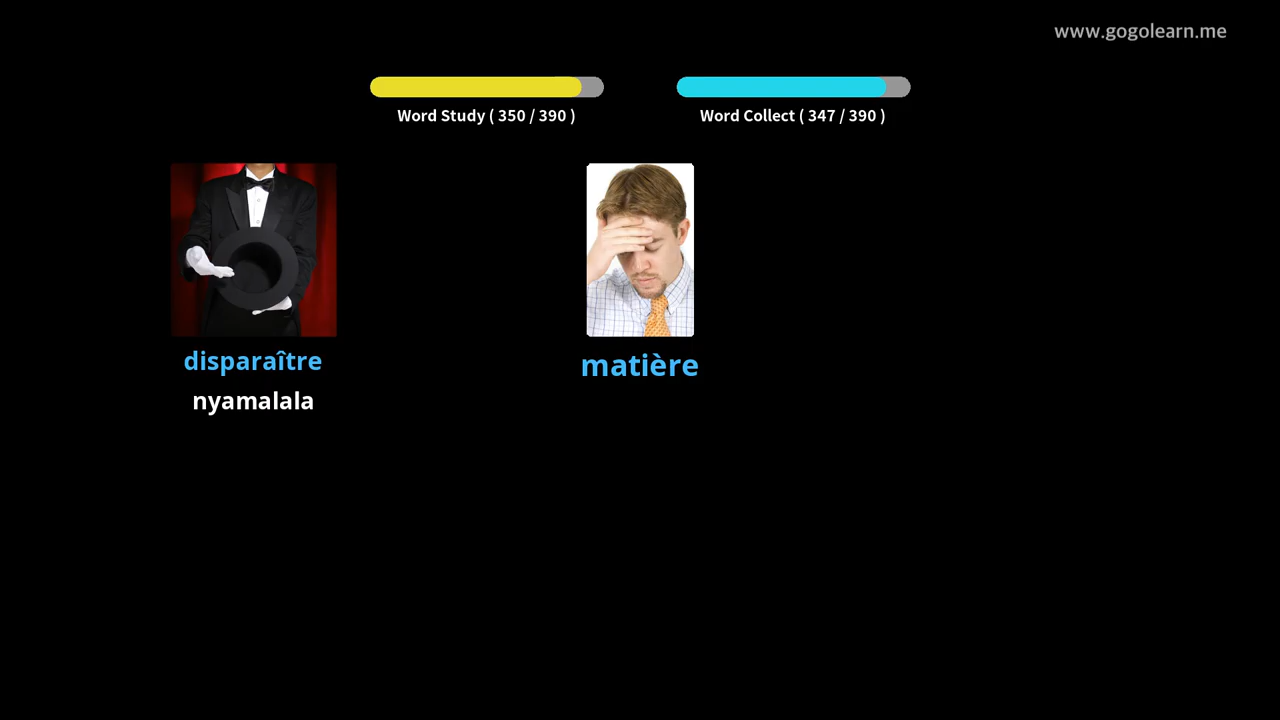 www.gogolearn.me
Word Study ( 350 / 390 )
Word Collect ( 347 / 390 )
disparaître
matière
nyamalala